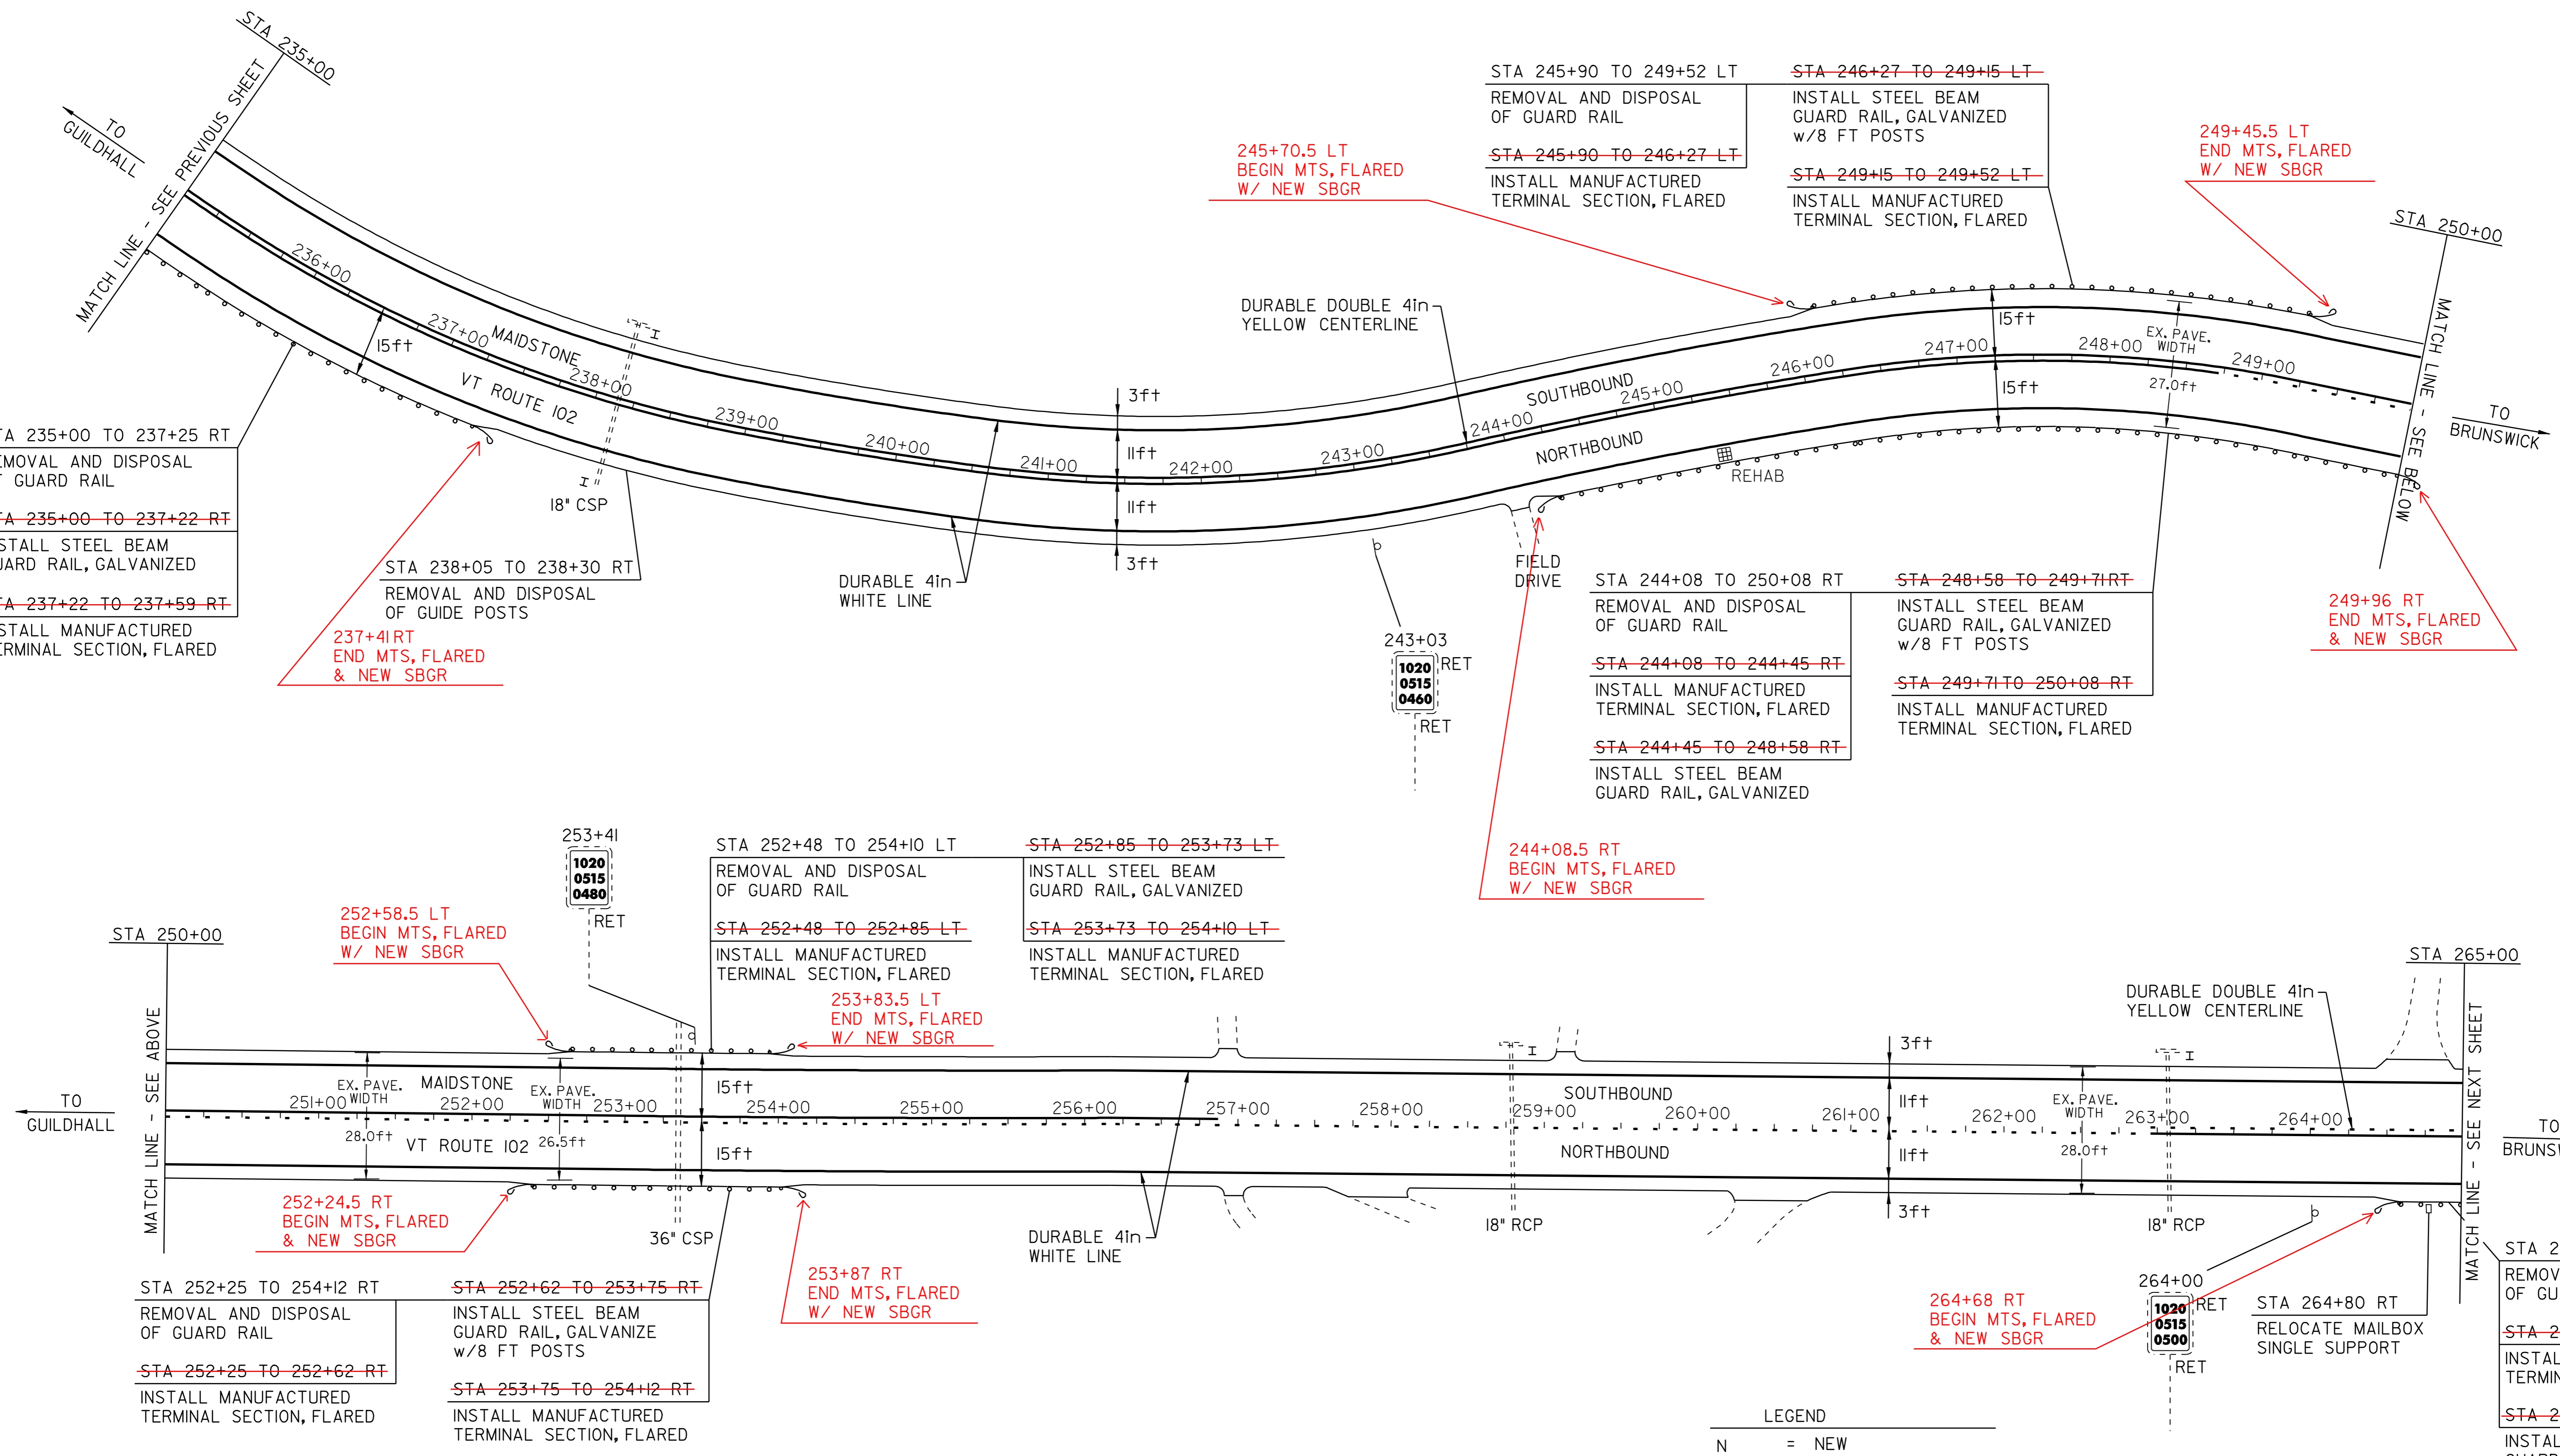 STA 235+00
MATCH LINE - SEE PREVIOUS SHEET
TO
GUILDHALL
236+00
237+00
238+00
239+00
240+00
241+00
242+00
243+00
244+00
245+00
246+00
247+00
248+00
249+00
MAIDSTONE
VT ROUTE 102
15ft
18" CSP
I
I
TA 235+00 TO 237+25 RT
EMOVAL AND DISPOSAL
GUARD RAIL
TA 235+00 TO 237+22 RT
STALL STEEL BEAM
UARD RAIL, GALVANIZED
TA 237+22 TO 237+59 RT
STALL MANUFACTURED
ERMINAL SECTION, FLARED
237+41 RT
END MTS, FLARED
& NEW SBGR
STA 238+05 TO 238+30 RT
REMOVAL AND DISPOSAL
OF GUIDE POSTS
DURABLE 4in
WHITE LINE
3ft
11ft
11ft
3ft
DURABLE DOUBLE 4in
YELLOW CENTERLINE
245+70.5 LT
BEGIN MTS, FLARED
W/ NEW SBGR
STA 245+90 TO 249+52 LT
REMOVAL AND DISPOSAL
OF GUARD RAIL
STA 245+90 TO 246+27 LT
INSTALL MANUFACTURED
TERMINAL SECTION, FLARED
STA 246+27 TO 249+15 LT
INSTALL STEEL BEAM
GUARD RAIL, GALVANIZED
w/8 FT POSTS
STA 249+15 TO 249+52 LT
INSTALL MANUFACTURED
TERMINAL SECTION, FLARED
249+45.5 LT
END MTS, FLARED
W/ NEW SBGR
STA 250+00
MATCH LINE - SEE BELOW
TO
BRUNSWICK
SOUTHBOUND
NORTHBOUND
15ft
15ft
EX. PAVE.
WIDTH
27.0ft
REHAB
FIELD
DRIVE
243+03
1020
0515
0460
RET
RET
STA 244+08 TO 250+08 RT
REMOVAL AND DISPOSAL
OF GUARD RAIL
STA 244+08 TO 244+45 RT
INSTALL MANUFACTURED
TERMINAL SECTION, FLARED
STA 244+45 TO 248+58 RT
INSTALL STEEL BEAM
GUARD RAIL, GALVANIZED
STA 248+58 TO 249+71 RT
INSTALL STEEL BEAM
GUARD RAIL, GALVANIZED
w/8 FT POSTS
STA 249+71 TO 250+08 RT
INSTALL MANUFACTURED
TERMINAL SECTION, FLARED
249+96 RT
END MTS, FLARED
& NEW SBGR
244+08.5 RT
BEGIN MTS, FLARED
W/ NEW SBGR
253+41
1020
0515
0480
RET
STA 252+48 TO 254+10 LT
REMOVAL AND DISPOSAL
OF GUARD RAIL
STA 252+48 TO 252+85 LT
INSTALL MANUFACTURED
TERMINAL SECTION, FLARED
STA 252+85 TO 253+73 LT
INSTALL STEEL BEAM
GUARD RAIL, GALVANIZED
STA 253+73 TO 254+10 LT
INSTALL MANUFACTURED
TERMINAL SECTION, FLARED
252+58.5 LT
BEGIN MTS, FLARED
W/ NEW SBGR
253+83.5 LT
END MTS, FLARED
W/ NEW SBGR
STA 250+00
MATCH LINE - SEE ABOVE
TO
GUILDHALL
EX. PAVE.
WIDTH
28.0ft
MAIDSTONE
VT ROUTE 102
EX. PAVE.
WIDTH
26.5ft
15ft
15ft
251+00
252+00
253+00
254+00
255+00
256+00
257+00
258+00
259+00
260+00
261+00
262+00
263+00
264+00
SOUTHBOUND
NORTHBOUND
3ft
11ft
11ft
3ft
EX. PAVE.
WIDTH
28.0ft
I
I
DURABLE DOUBLE 4in
YELLOW CENTERLINE
STA 265+00
MATCH LINE - SEE NEXT SHEET
TO
BRUNSW
36" CSP
18" RCP
18" RCP
DURABLE 4in
WHITE LINE
252+24.5 RT
BEGIN MTS, FLARED
& NEW SBGR
STA 252+25 TO 254+12 RT
REMOVAL AND DISPOSAL
OF GUARD RAIL
STA 252+25 TO 252+62 RT
INSTALL MANUFACTURED
TERMINAL SECTION, FLARED
STA 252+62 TO 253+75 RT
INSTALL STEEL BEAM
GUARD RAIL, GALVANIZE
w/8 FT POSTS
STA 253+75 TO 254+12 RT
INSTALL MANUFACTURED
TERMINAL SECTION, FLARED
253+87 RT
END MTS, FLARED
W/ NEW SBGR
264+68 RT
BEGIN MTS, FLARED
& NEW SBGR
264+00
1020
0515
0500
RET
RET
STA 264+80 RT
RELOCATE MAILBOX
SINGLE SUPPORT
STA 2
REMOV
OF GU
STA 2
INSTAL
TERMIN
STA 2
INSTAL
LEGEND
N = NEW